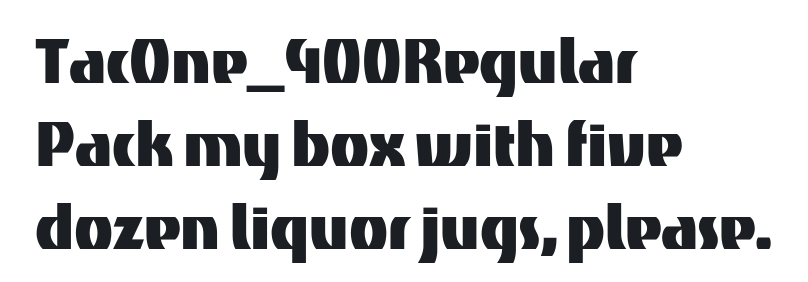 TacOne_400Regular
Pack my box with five
dozen liquor jugs, please.